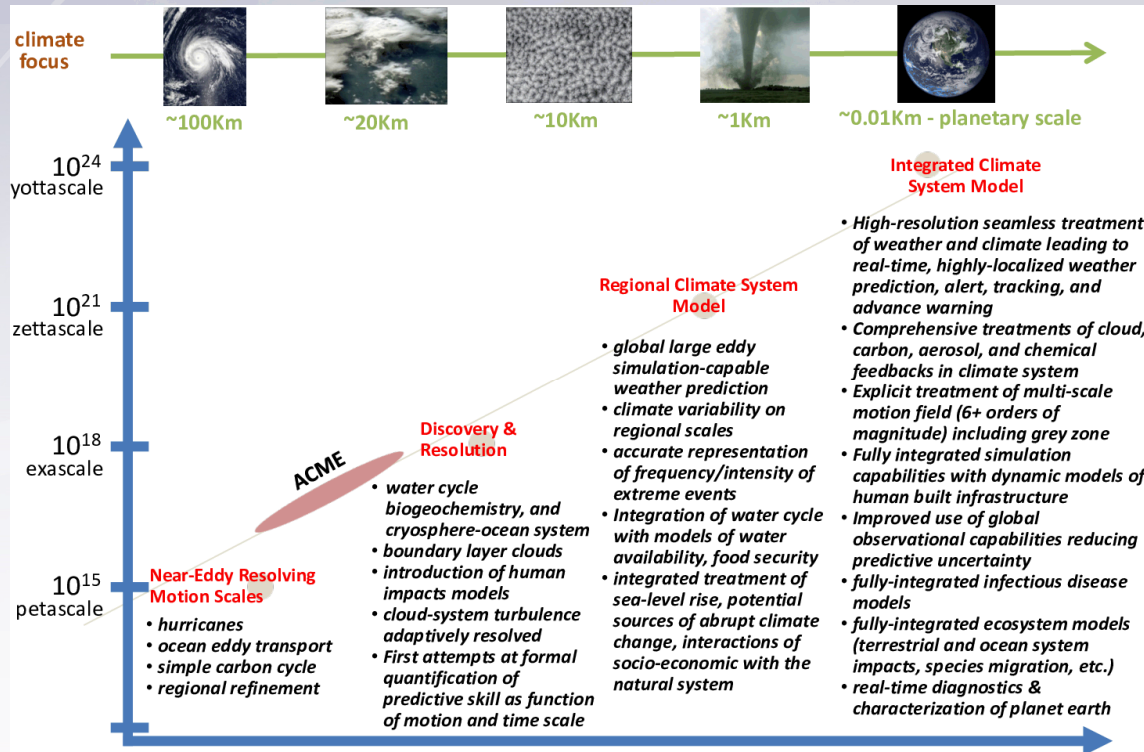 climate
focus
~100Km
~20Km
~10Km
~1Km
~0.01Km - planetary scale
10²⁴
yottascale
10²¹
zettascale
10¹⁸
exascale
10¹⁵
petascale
Near-Eddy Resolving
Motion Scales
• hurricanes
• ocean eddy transport
• simple carbon cycle
• regional refinement
ACME
Discovery &
Resolution
• water cycle
biogeochemistry, and
cryosphere-ocean system
• boundary layer clouds
• introduction of human
impacts models
• cloud-system turbulence
adaptively resolved
• First attempts at formal
quantification of
predictive skill as function
of motion and time scale
Regional Climate System
Model
• global large eddy
simulation-capable
weather prediction
• climate variability on
regional scales
• accurate representation
of frequency/intensity of
extreme events
• Integration of water cycle
with models of water
availability, food security
• integrated treatment of
sea-level rise, potential
sources of abrupt climate
change, interactions of
socio-economic with the
natural system
Integrated Climate
System Model
• High-resolution seamless treatment
of weather and climate leading to
real-time, highly-localized weather
prediction, alert, tracking, and
advance warning
• Comprehensive treatments of cloud,
carbon, aerosol, and chemical
feedbacks in climate system
• Explicit treatment of multi-scale
motion field (6+ orders of
magnitude) including grey zone
• Fully integrated simulation
capabilities with dynamic models of
human built infrastructure
• Improved use of global
observational capabilities reducing
predictive uncertainty
• fully-integrated infectious disease
models
• fully-integrated ecosystem models
(terrestrial and ocean system
impacts, species migration, etc.)
• real-time diagnostics &
characterization of planet earth